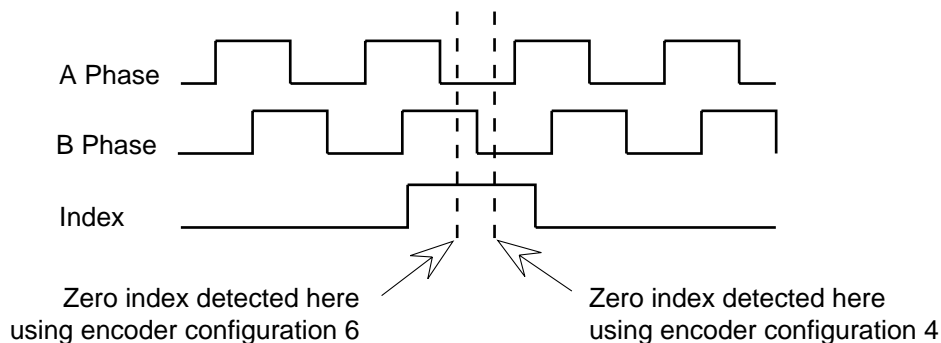 A Phase
B Phase
Index
Zero index detected here
using encoder configuration 6
Zero index detected here
using encoder configuration 4